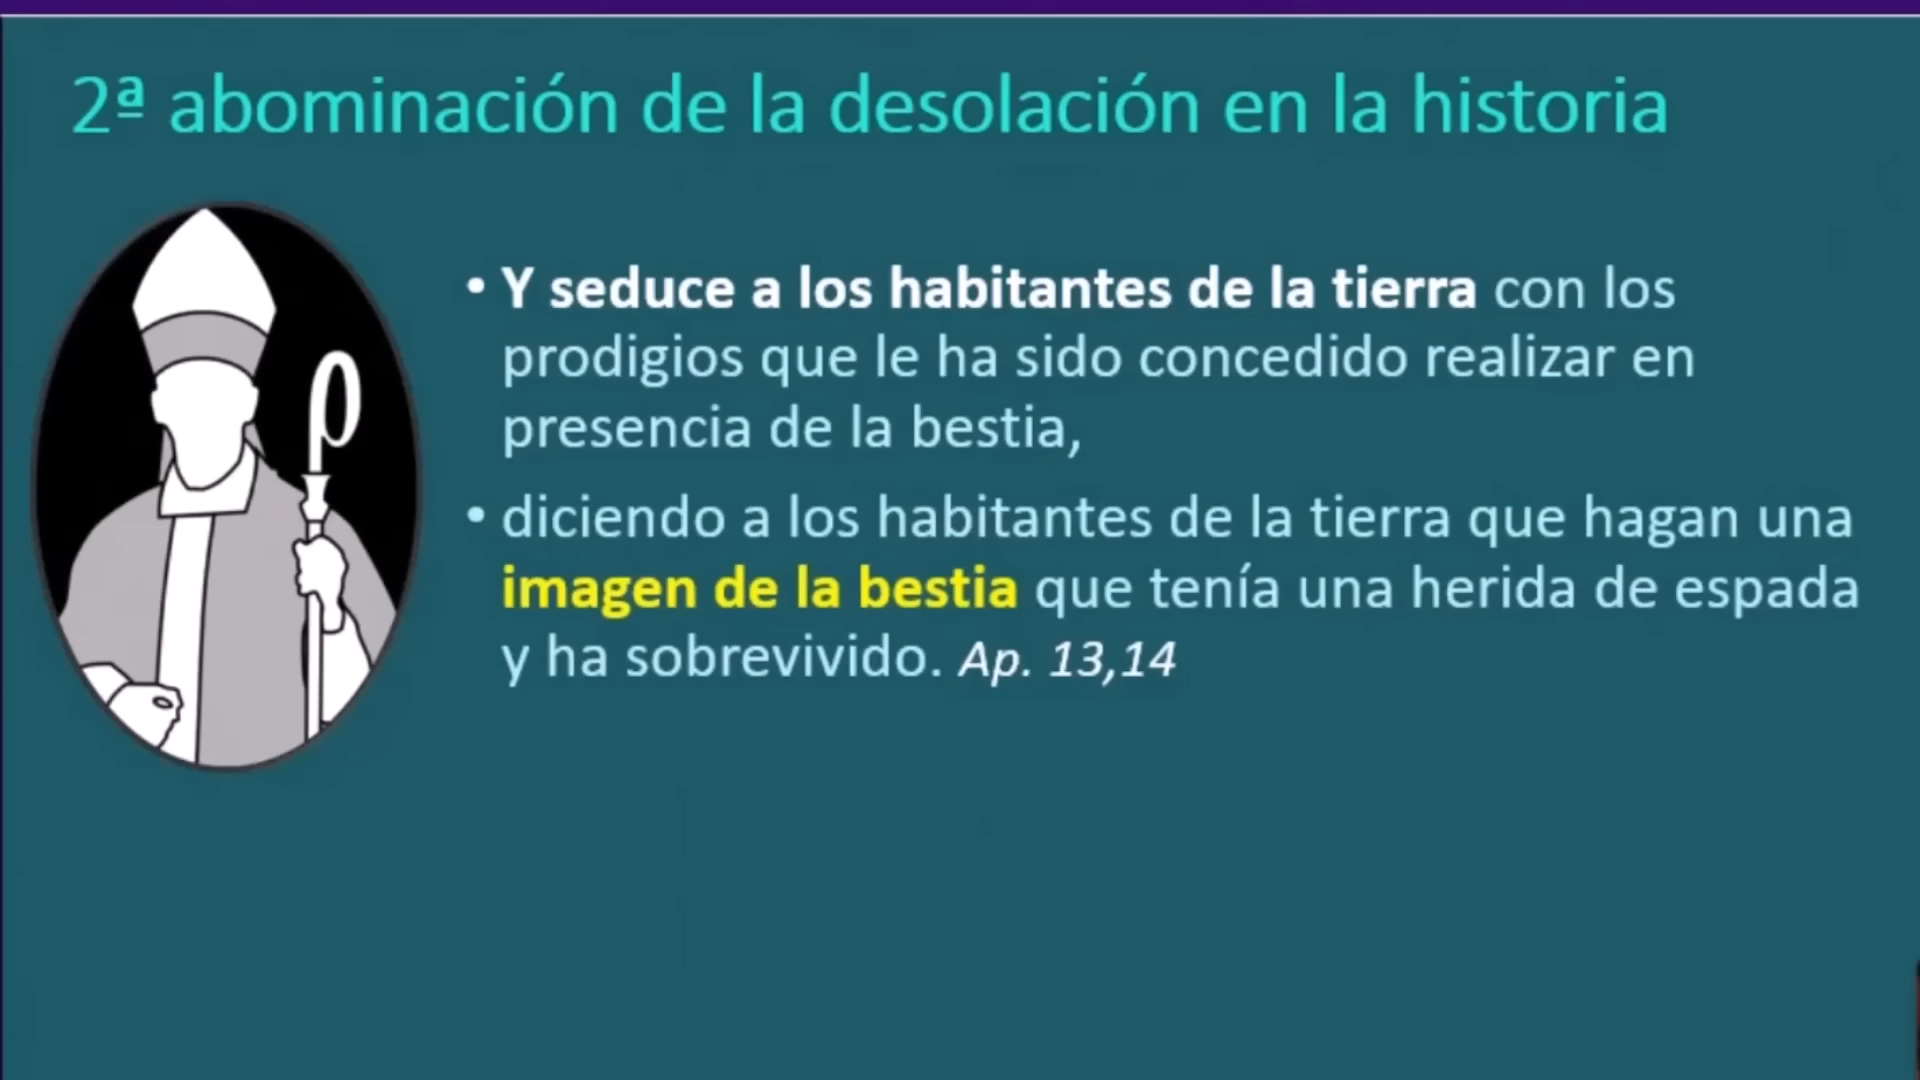 2ª abominación de la desolación en la historia
• Y seduce a los habitantes de la tierra con los
prodigios que le ha sido concedido realizar en
presencia de la bestia,
• diciendo a los habitantes de la tierra que hagan una
imagen de la bestia que tenía una herida de espada
y ha sobrevivido. Ap. 13,14